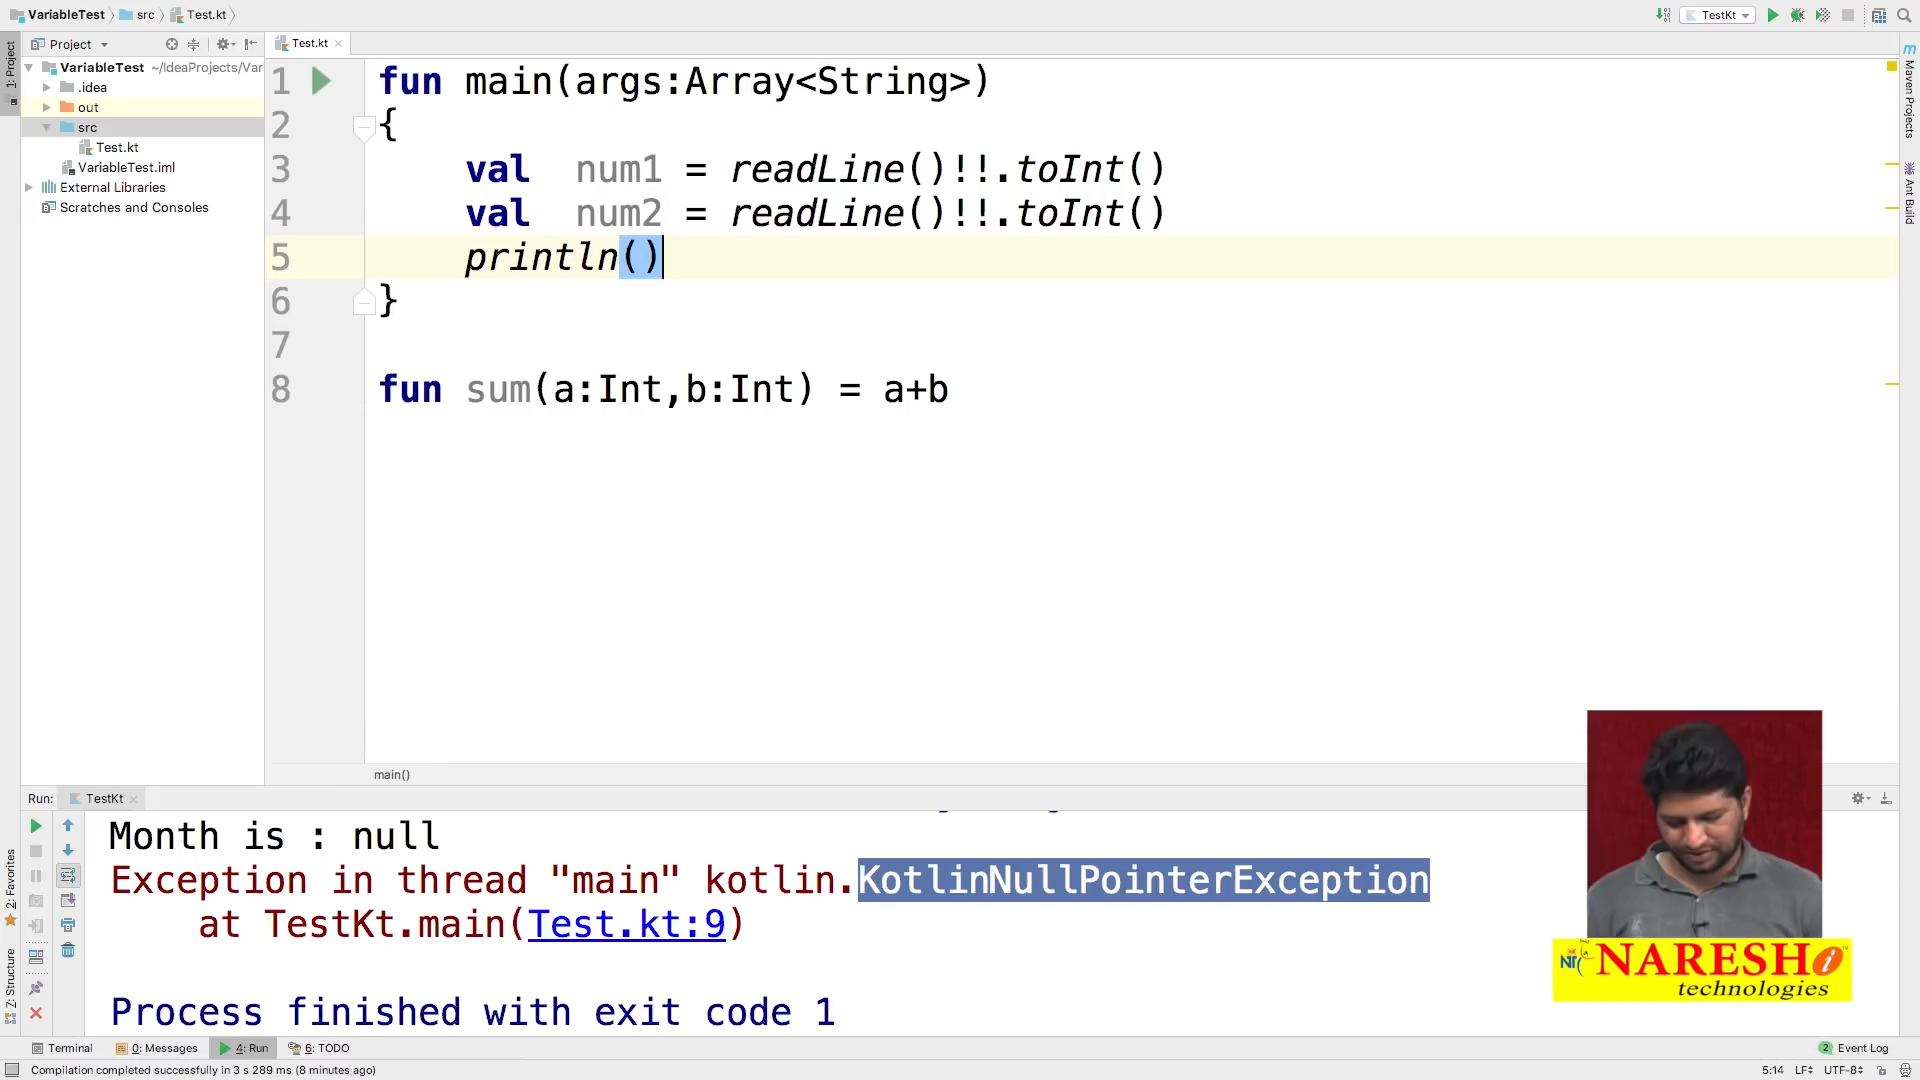 VariableTest
src
Test.kt
TestKt
1: Project
Project
Test.kt
VariableTest ~/IdeaProjects/Var
.idea
out
src
Test.kt
VariableTest.iml
External Libraries
Scratches and Consoles
1 fun main(args:Array<String>)
2 {
3 val num1 = readLine()!!.toInt()
4 val num2 = readLine()!!.toInt()
5 println()
6 }
7
8 fun sum(a:Int,b:Int) = a+b
m
Maven Projects
Ant Build
main()
Run:
TestKt
Month is : null
Exception in thread "main" kotlin.KotlinNullPointerException
at TestKt.main(Test.kt:9)
Process finished with exit code 1
2: Favorites
Z: Structure
NT
NARESH i
technologies
Terminal
0: Messages
4: Run
6: TODO
2 Event Log
Compilation completed successfully in 3 s 289 ms (8 minutes ago)
5:14
LF
UTF-8